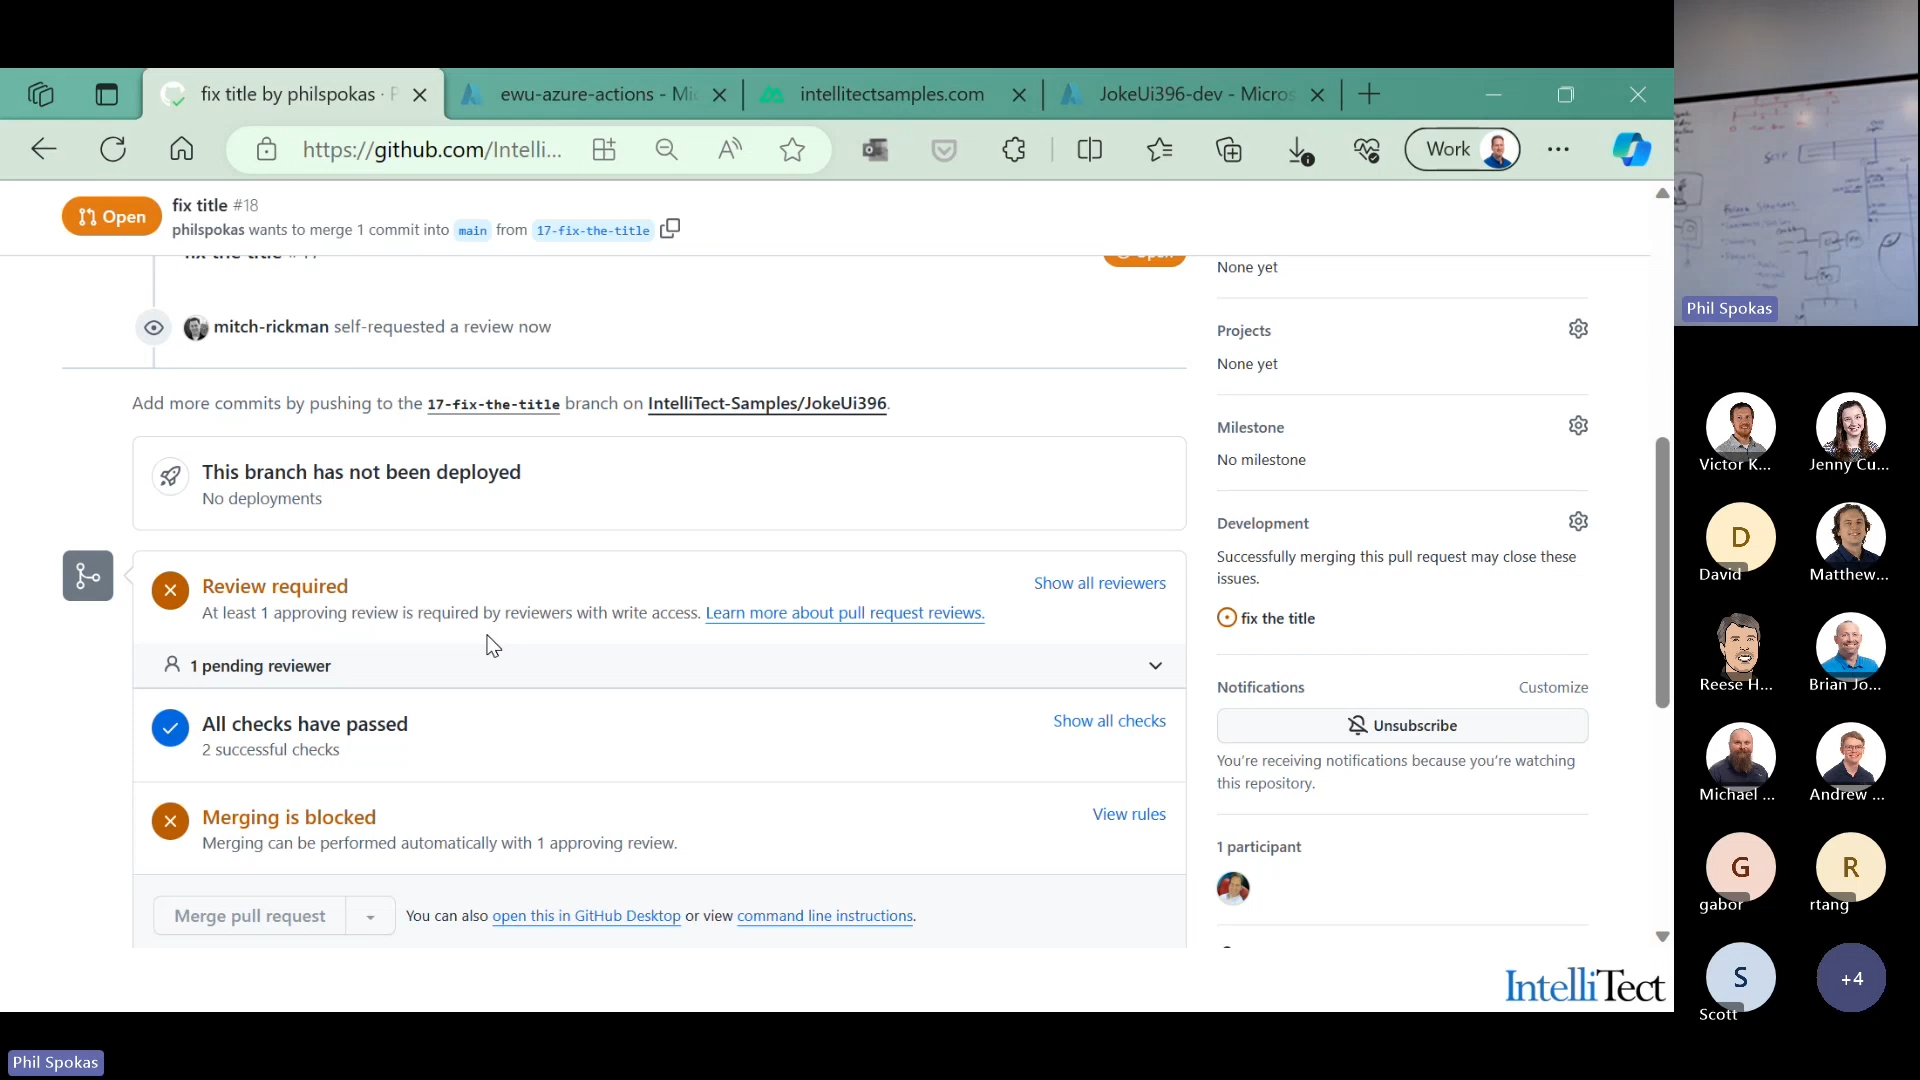 fix title by philspokas · P
ewu-azure-actions - Mic
intellitectsamples.com
JokeUi396-dev - Micros
https://github.com/Intelli...
Work
Open
fix title #18
philspokas wants to merge 1 commit into main from 17-fix-the-title
None yet
mitch-rickman self-requested a review now
Add more commits by pushing to the 17-fix-the-title branch on IntelliTect-Samples/JokeUi396.
This branch has not been deployed
No deployments
Review required
Show all reviewers
At least 1 approving review is required by reviewers with write access. Learn more about pull request reviews.
1 pending reviewer
All checks have passed
Show all checks
2 successful checks
Merging is blocked
View rules
Merging can be performed automatically with 1 approving review.
Merge pull request
You can also open this in GitHub Desktop or view command line instructions.
Projects
None yet
Milestone
No milestone
Development
Successfully merging this pull request may close these
issues.
fix the title
Notifications
Customize
Unsubscribe
You're receiving notifications because you're watching
this repository.
1 participant
IntelliTect
Phil Spokas
Victor K...
Jenny Cu...
D
David
Matthew...
Reese H...
Brian Jo...
Michael ...
Andrew ...
G
gabor
R
rtang
S
Scott
+4
Phil Spokas